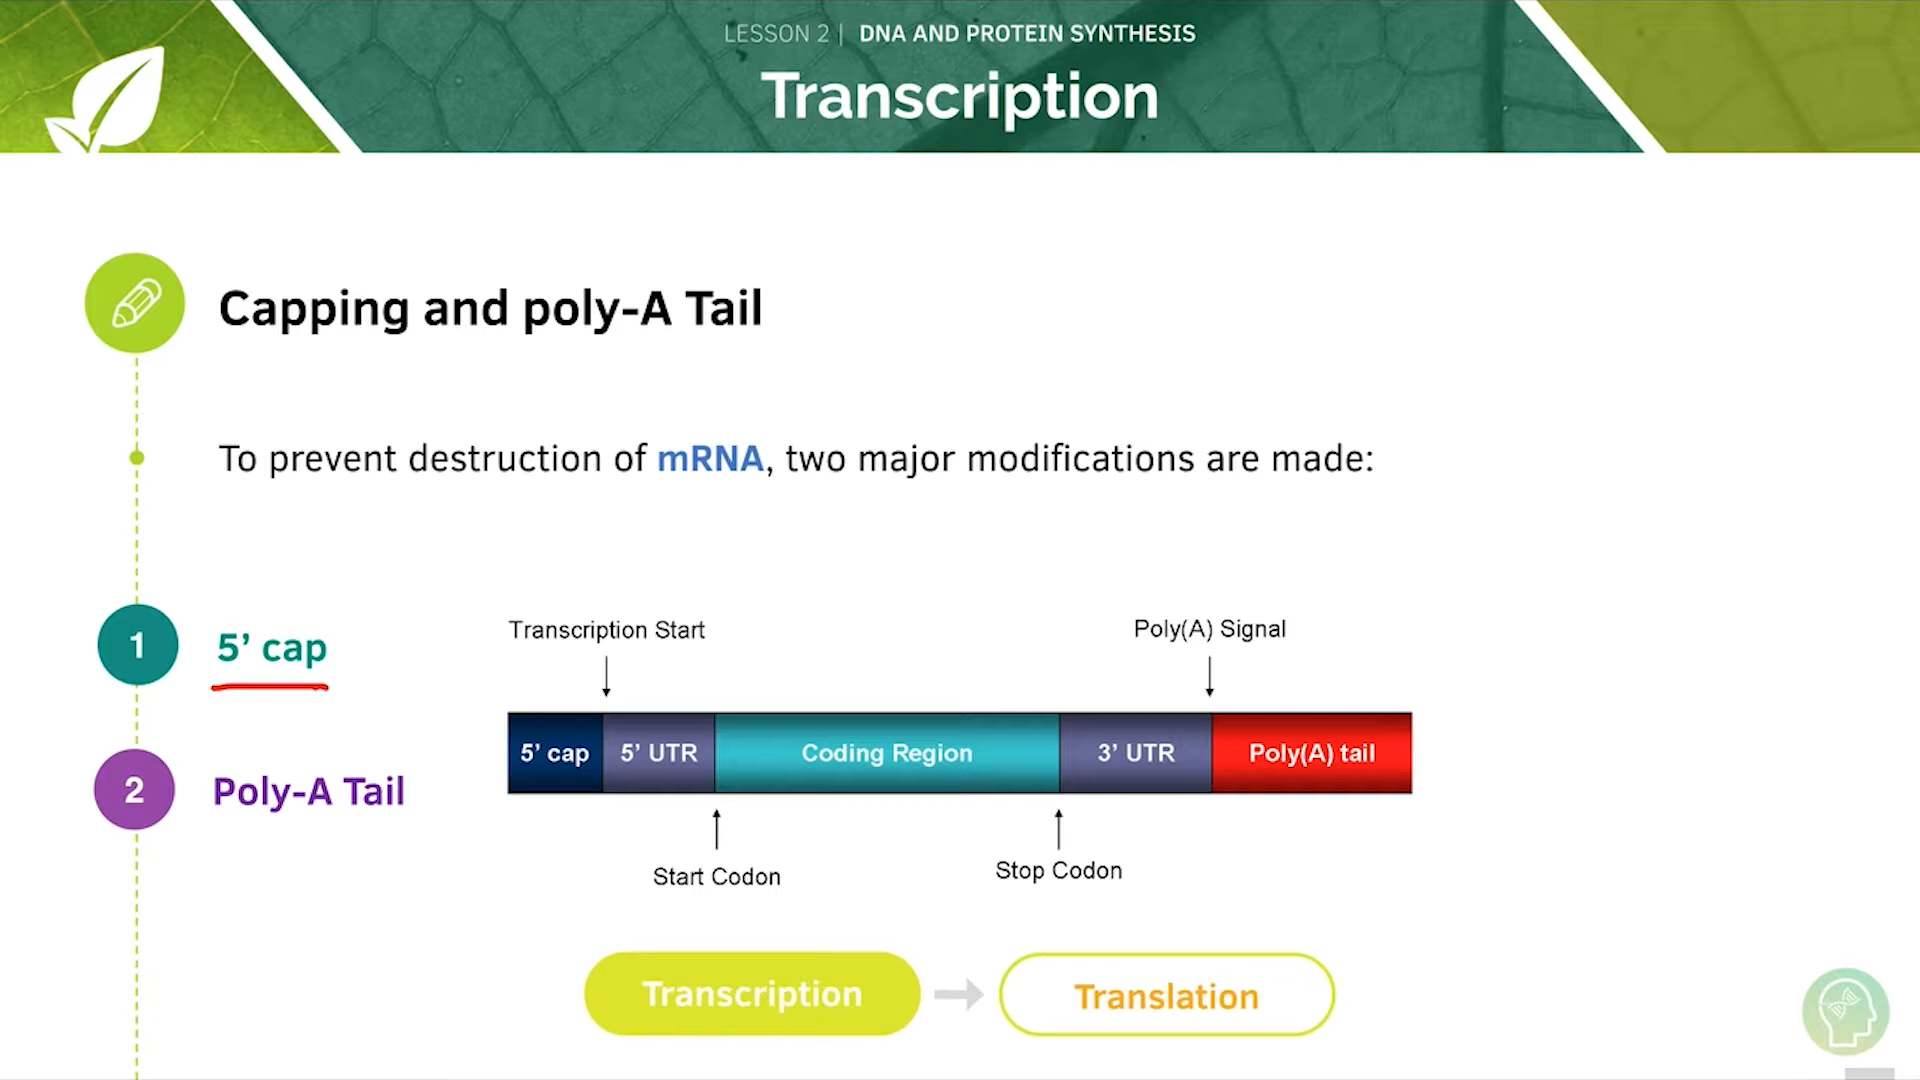 LESSON 2 | DNA AND PROTEIN SYNTHESIS
Transcription
Capping and poly-A Tail
To prevent destruction of mRNA, two major modifications are made:
1 5’ cap
2 Poly-A Tail
Transcription Start
Poly(A) Signal
5’ cap 5’ UTR Coding Region 3’ UTR Poly(A) tail
Start Codon
Stop Codon
Transcription
Translation